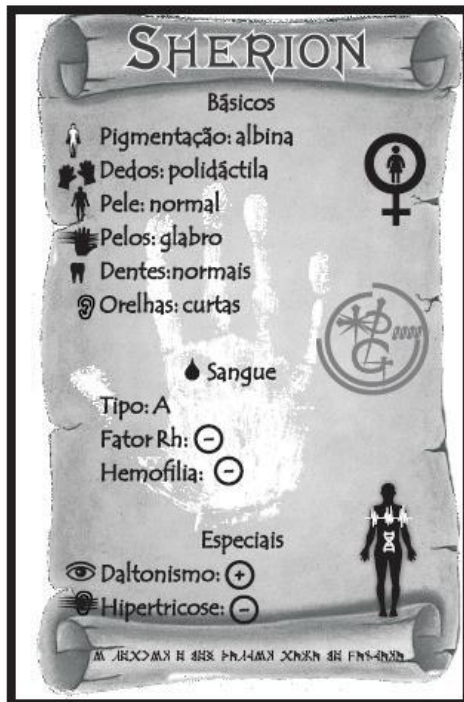 SHERION
Básicos
Pigmentação: albina
Dedos: polidáctila
Pele: normal
Pelos: glabro
Dentes:normais
Orelhas: curtas
Sangue
Tipo: A
Fator Rh: -
Hemofilia: -
Especiais
Daltonismo: +
Hipertricose: -